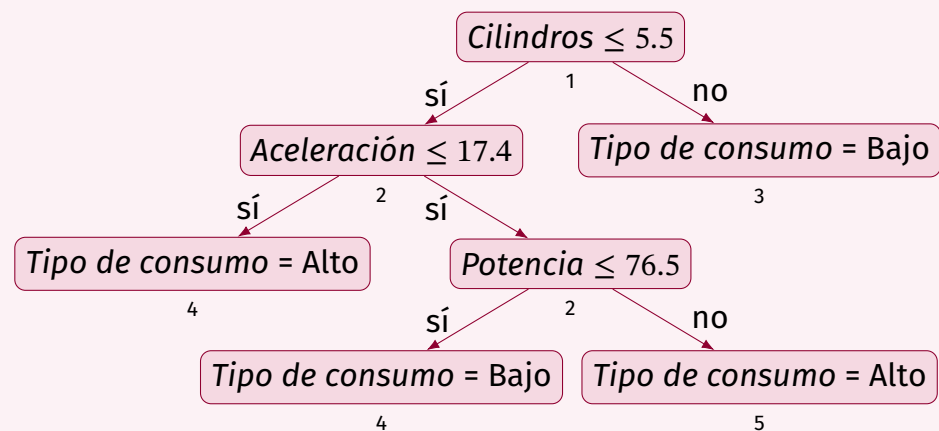 Cilindros ≤ 5.5
1
sí
no
Aceleración ≤ 17.4
2
Tipo de consumo = Bajo
3
sí
sí
Tipo de consumo = Alto
4
Potencia ≤ 76.5
2
sí
no
Tipo de consumo = Bajo
4
Tipo de consumo = Alto
5